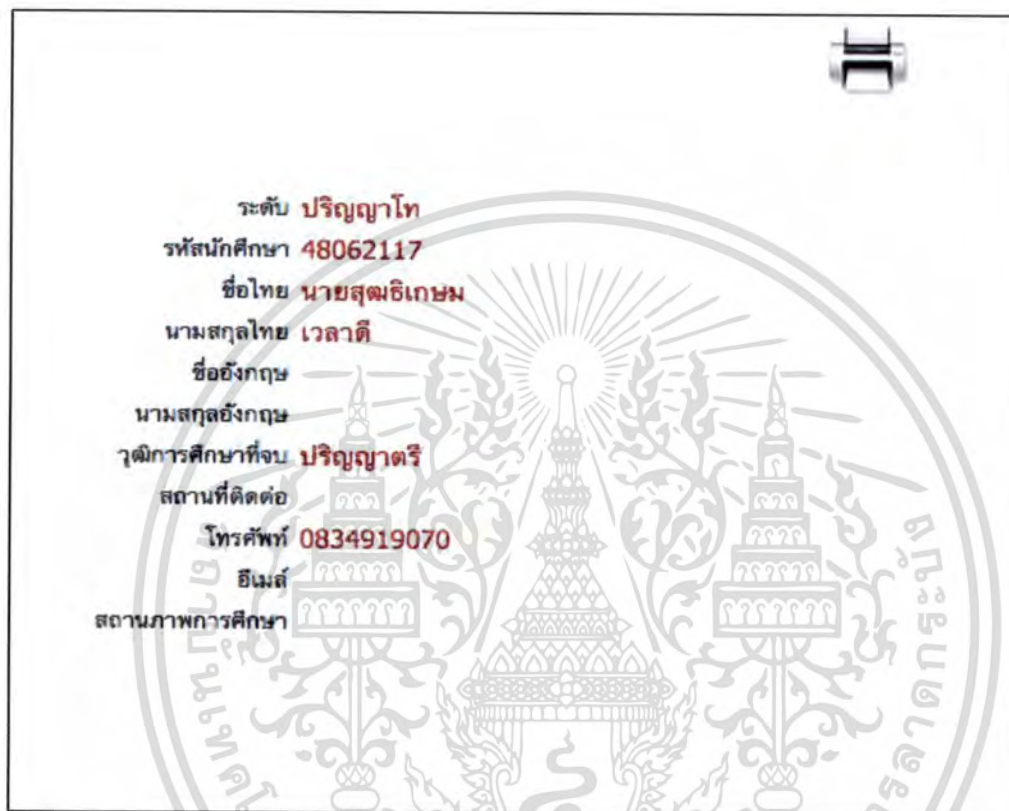 ระดับ ปริญญาโท
รหัสนักศึกษา 48062117
ชื่อไทย นายสุฒธิเกษม
นามสกุลไทย เวลาดี
ชื่ออังกฤษ
นามสกุลอังกฤษ
วุฒิการศึกษาที่จบ ปริญญาตรี
สถานที่ติดต่อ
โทรศัพท์ 0834919070
อีเมล์
สถานภาพการศึกษา